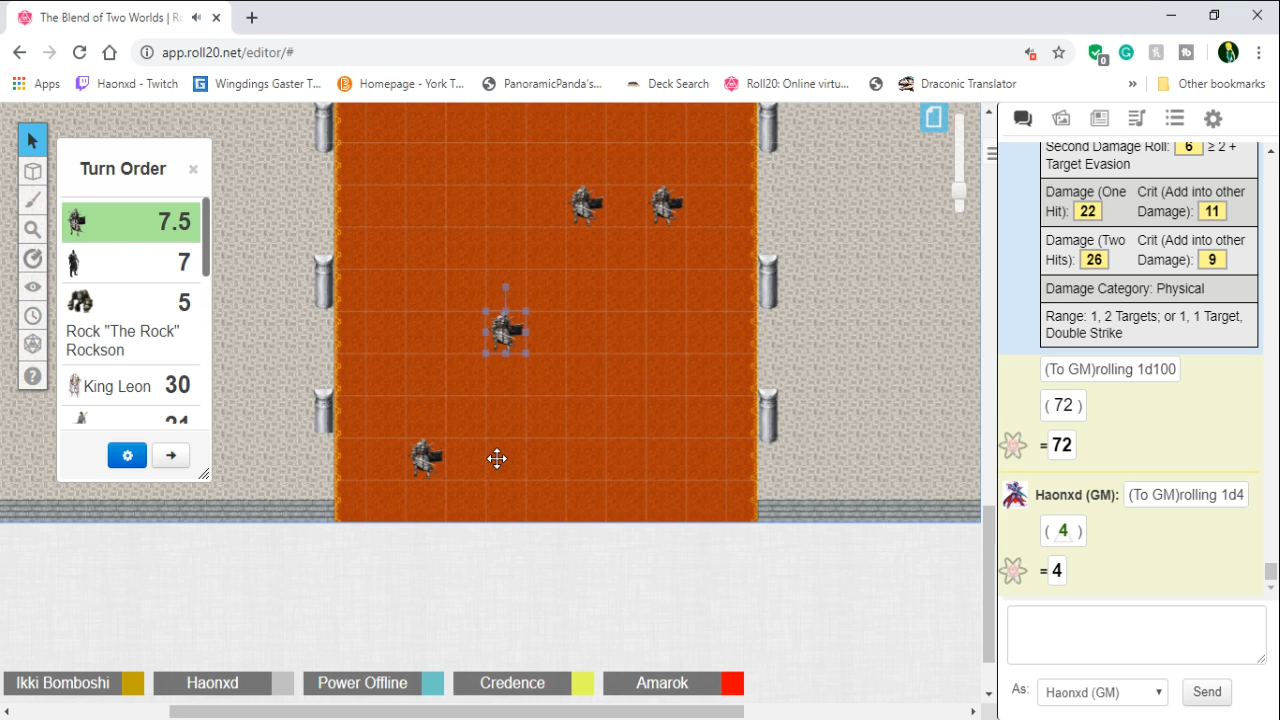 The Blend of Two Worlds | R
app.roll20.net/editor/#
0
Apps
Haonxd - Twitch
Wingdings Gaster T...
Homepage - York T...
PanoramicPanda's...
Deck Search
Roll20: Online virtu...
Draconic Translator
»
Other bookmarks
Turn Order
7.5
7
5
Rock "The Rock"
Rockson
King Leon 30
Second Damage Roll: 6 ≥ 2 +
Target Evasion
Damage (One Hit): 22
Crit (Add into other Damage): 11
Damage (Two Hits): 26
Crit (Add into other Damage): 9
Damage Category: Physical
Range: 1, 2 Targets; or 1, 1 Target,
Double Strike
(To GM)rolling 1d100
( 72 )
= 72
Haonxd (GM): (To GM)rolling 1d4
( 4 )
= 4
As: Haonxd (GM) Send
Ikki Bomboshi
Haonxd
Power Offline
Credence
Amarok